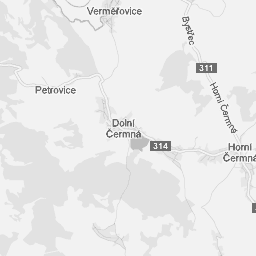 Verměřovice
Bystřec
311
Petrovice
Horní Čermná
Dolní
Čermná
314
Horní
Čermná